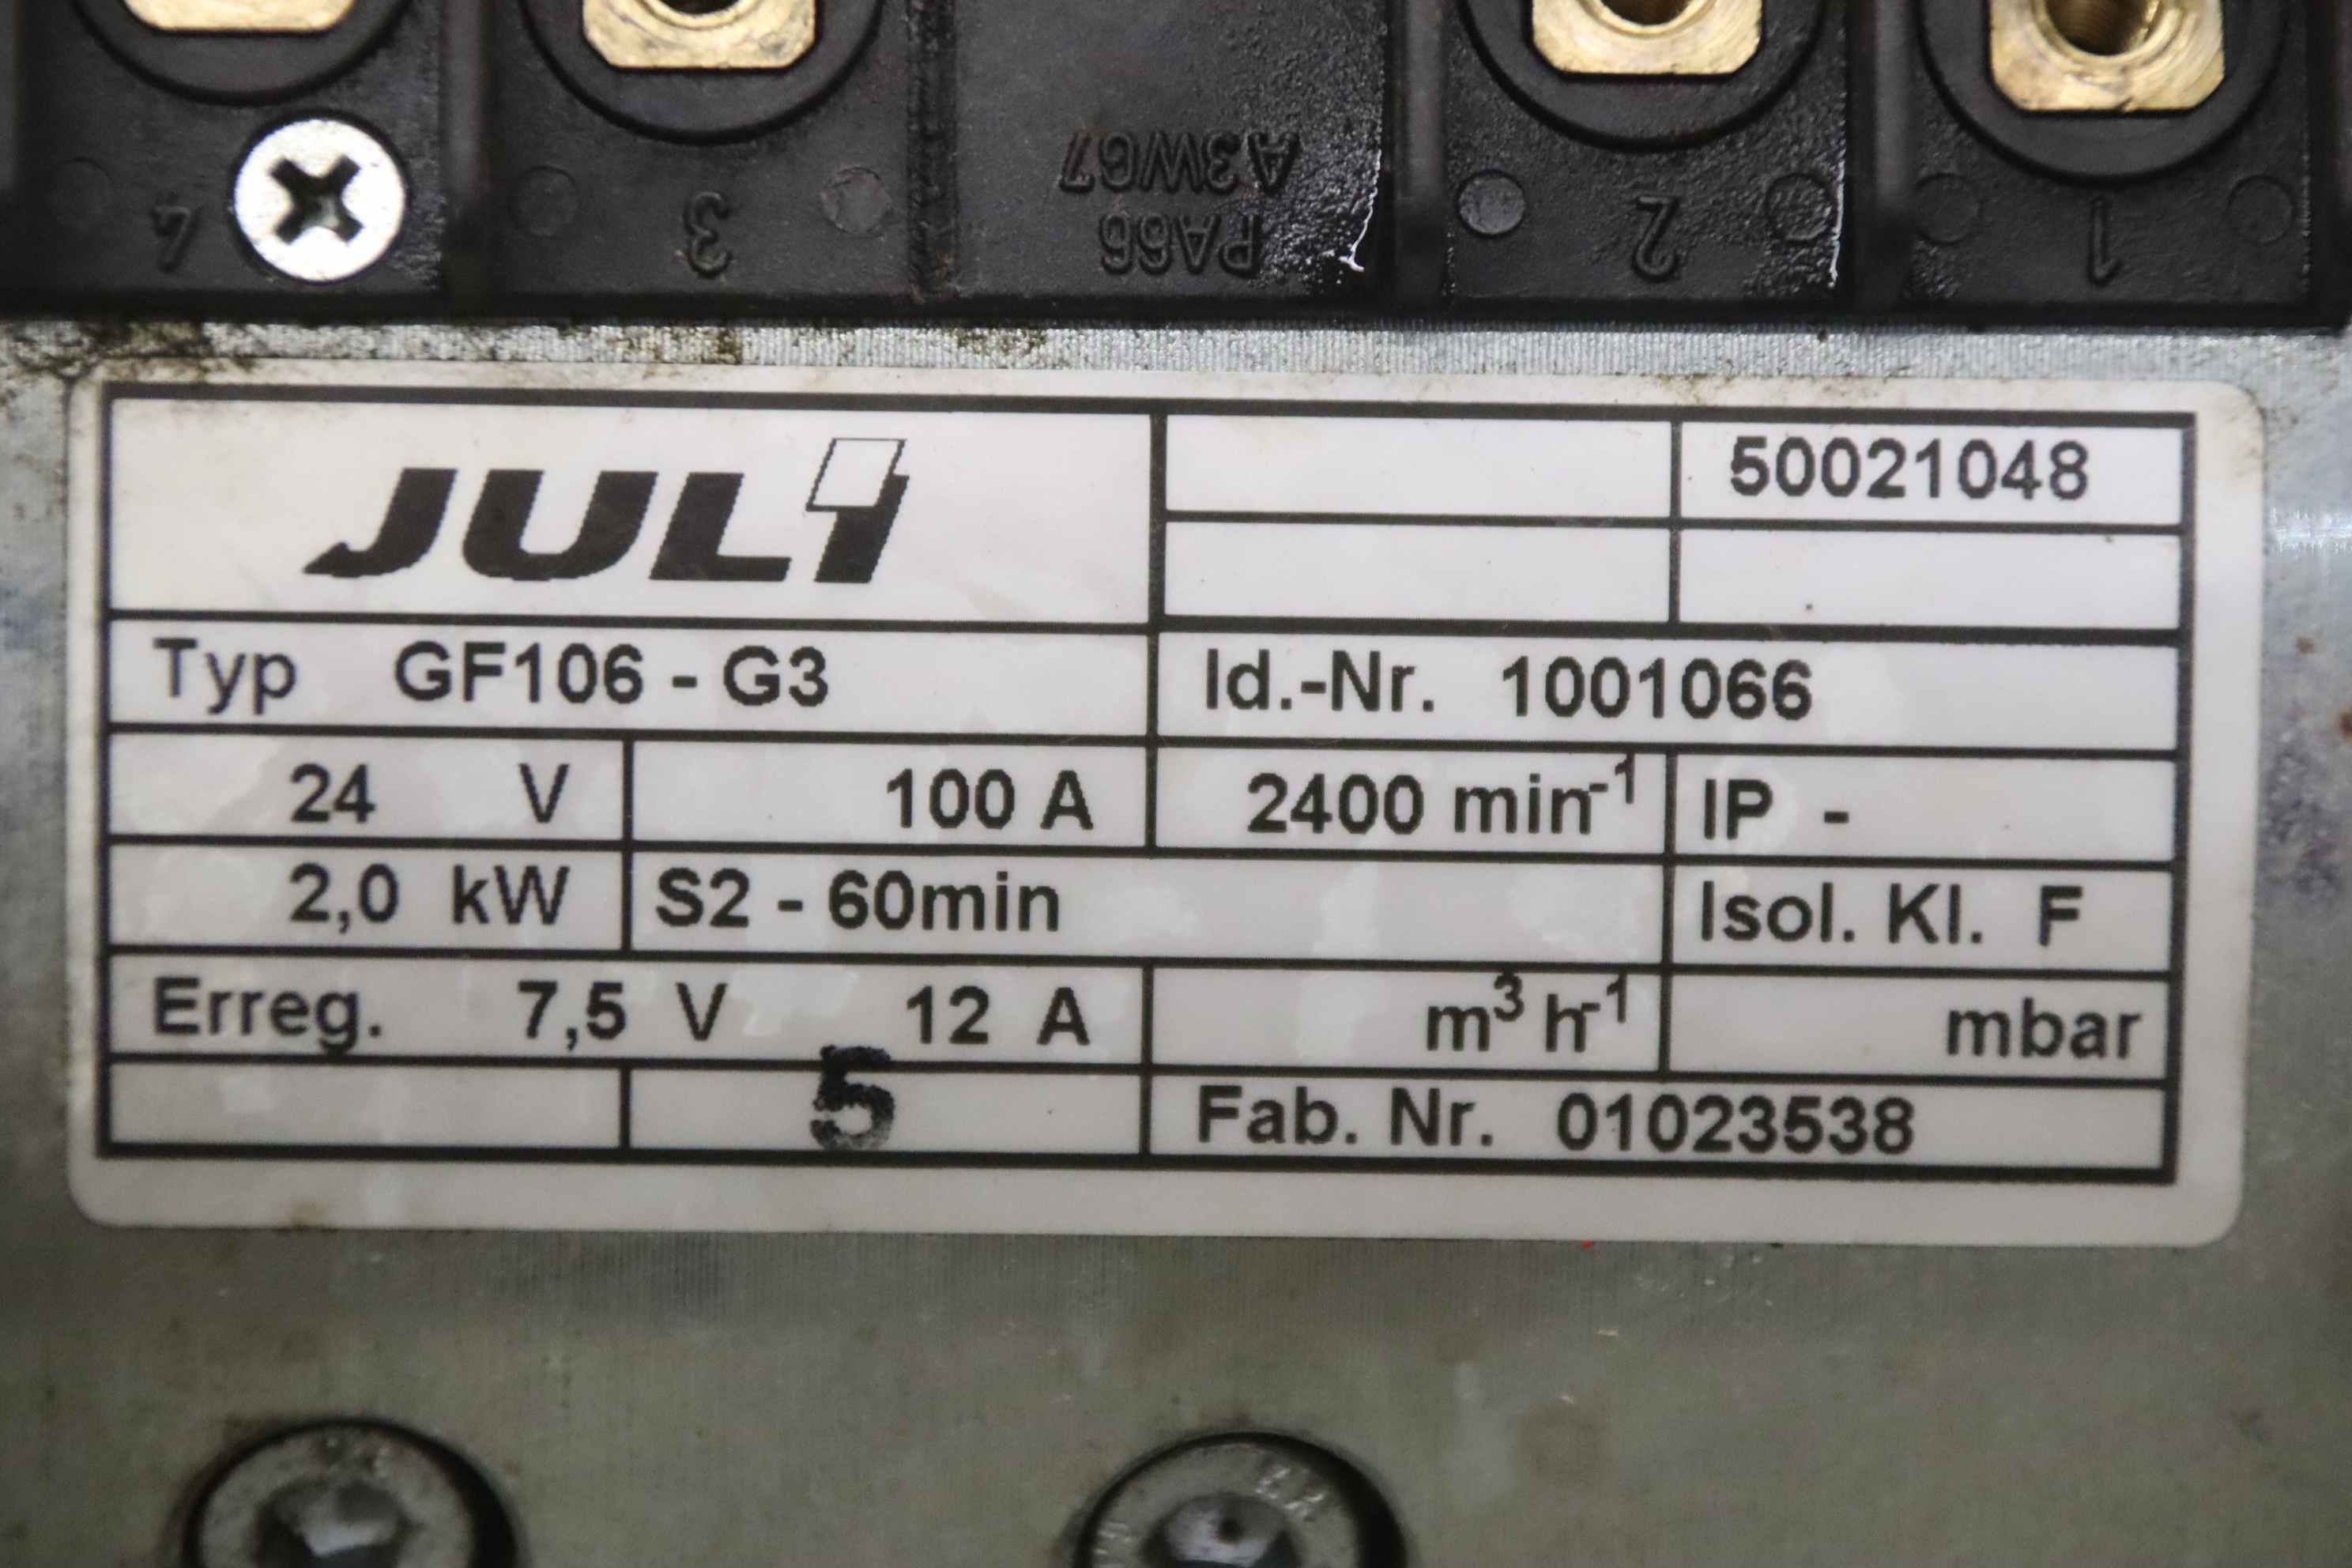 4 3 2 1
PA66
A3WG7
JULi
50021048
Typ GF106 - G3
Id.-Nr. 1001066
24 V 100 A 2400 min⁻¹ IP -
2,0 kW S2 - 60min Isol. Kl. F
Erreg. 7,5 V 12 A m³ h⁻¹ mbar
5 Fab. Nr. 01023538